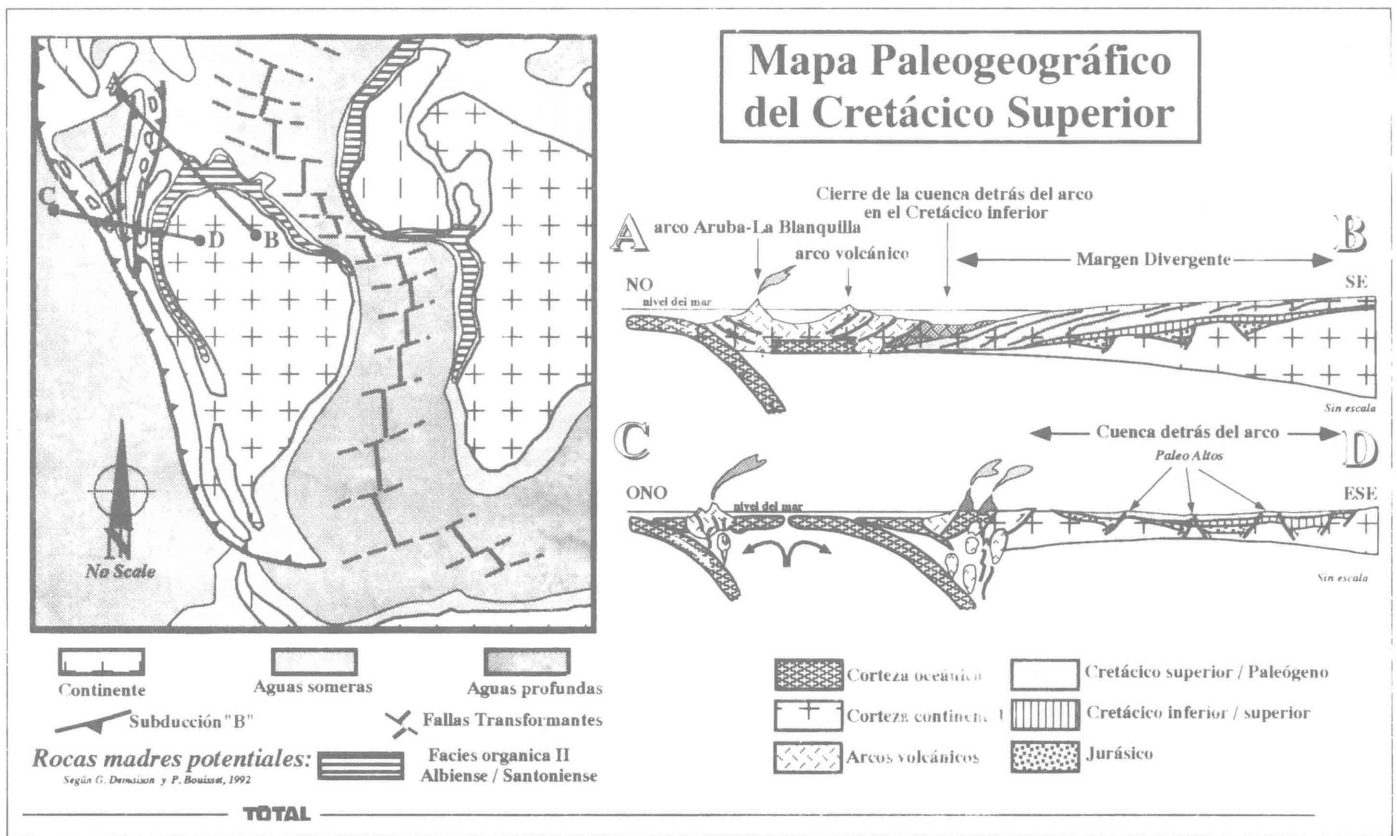 Mapa Paleogeográfico
del Cretácico Superior
A
C
D
B
N
No Scale
Cierre de la cuenca detrás del arco
en el Cretácico inferior
A
arco Aruba-La Blanquilla
arco volcánico
B
Margen Divergente
NO
SE
nivel del mar
Sin escala
C
Cuenca detrás del arco
D
Paleo Altos
ONO
ESE
nivel del mar
Sin escala
Continente
Aguas someras
Aguas profundas
Subducción "B"
Fallas Transformantes
Rocas madres potentiales:
Según G. Demaison y P. Bouisset, 1992
Facies organica II
Albiense / Santoniense
Corteza oceánica
Cretácico superior / Paleógeno
Corteza continental
Cretácico inferior / superior
Arcos volcánicos
Jurásico
TOTAL